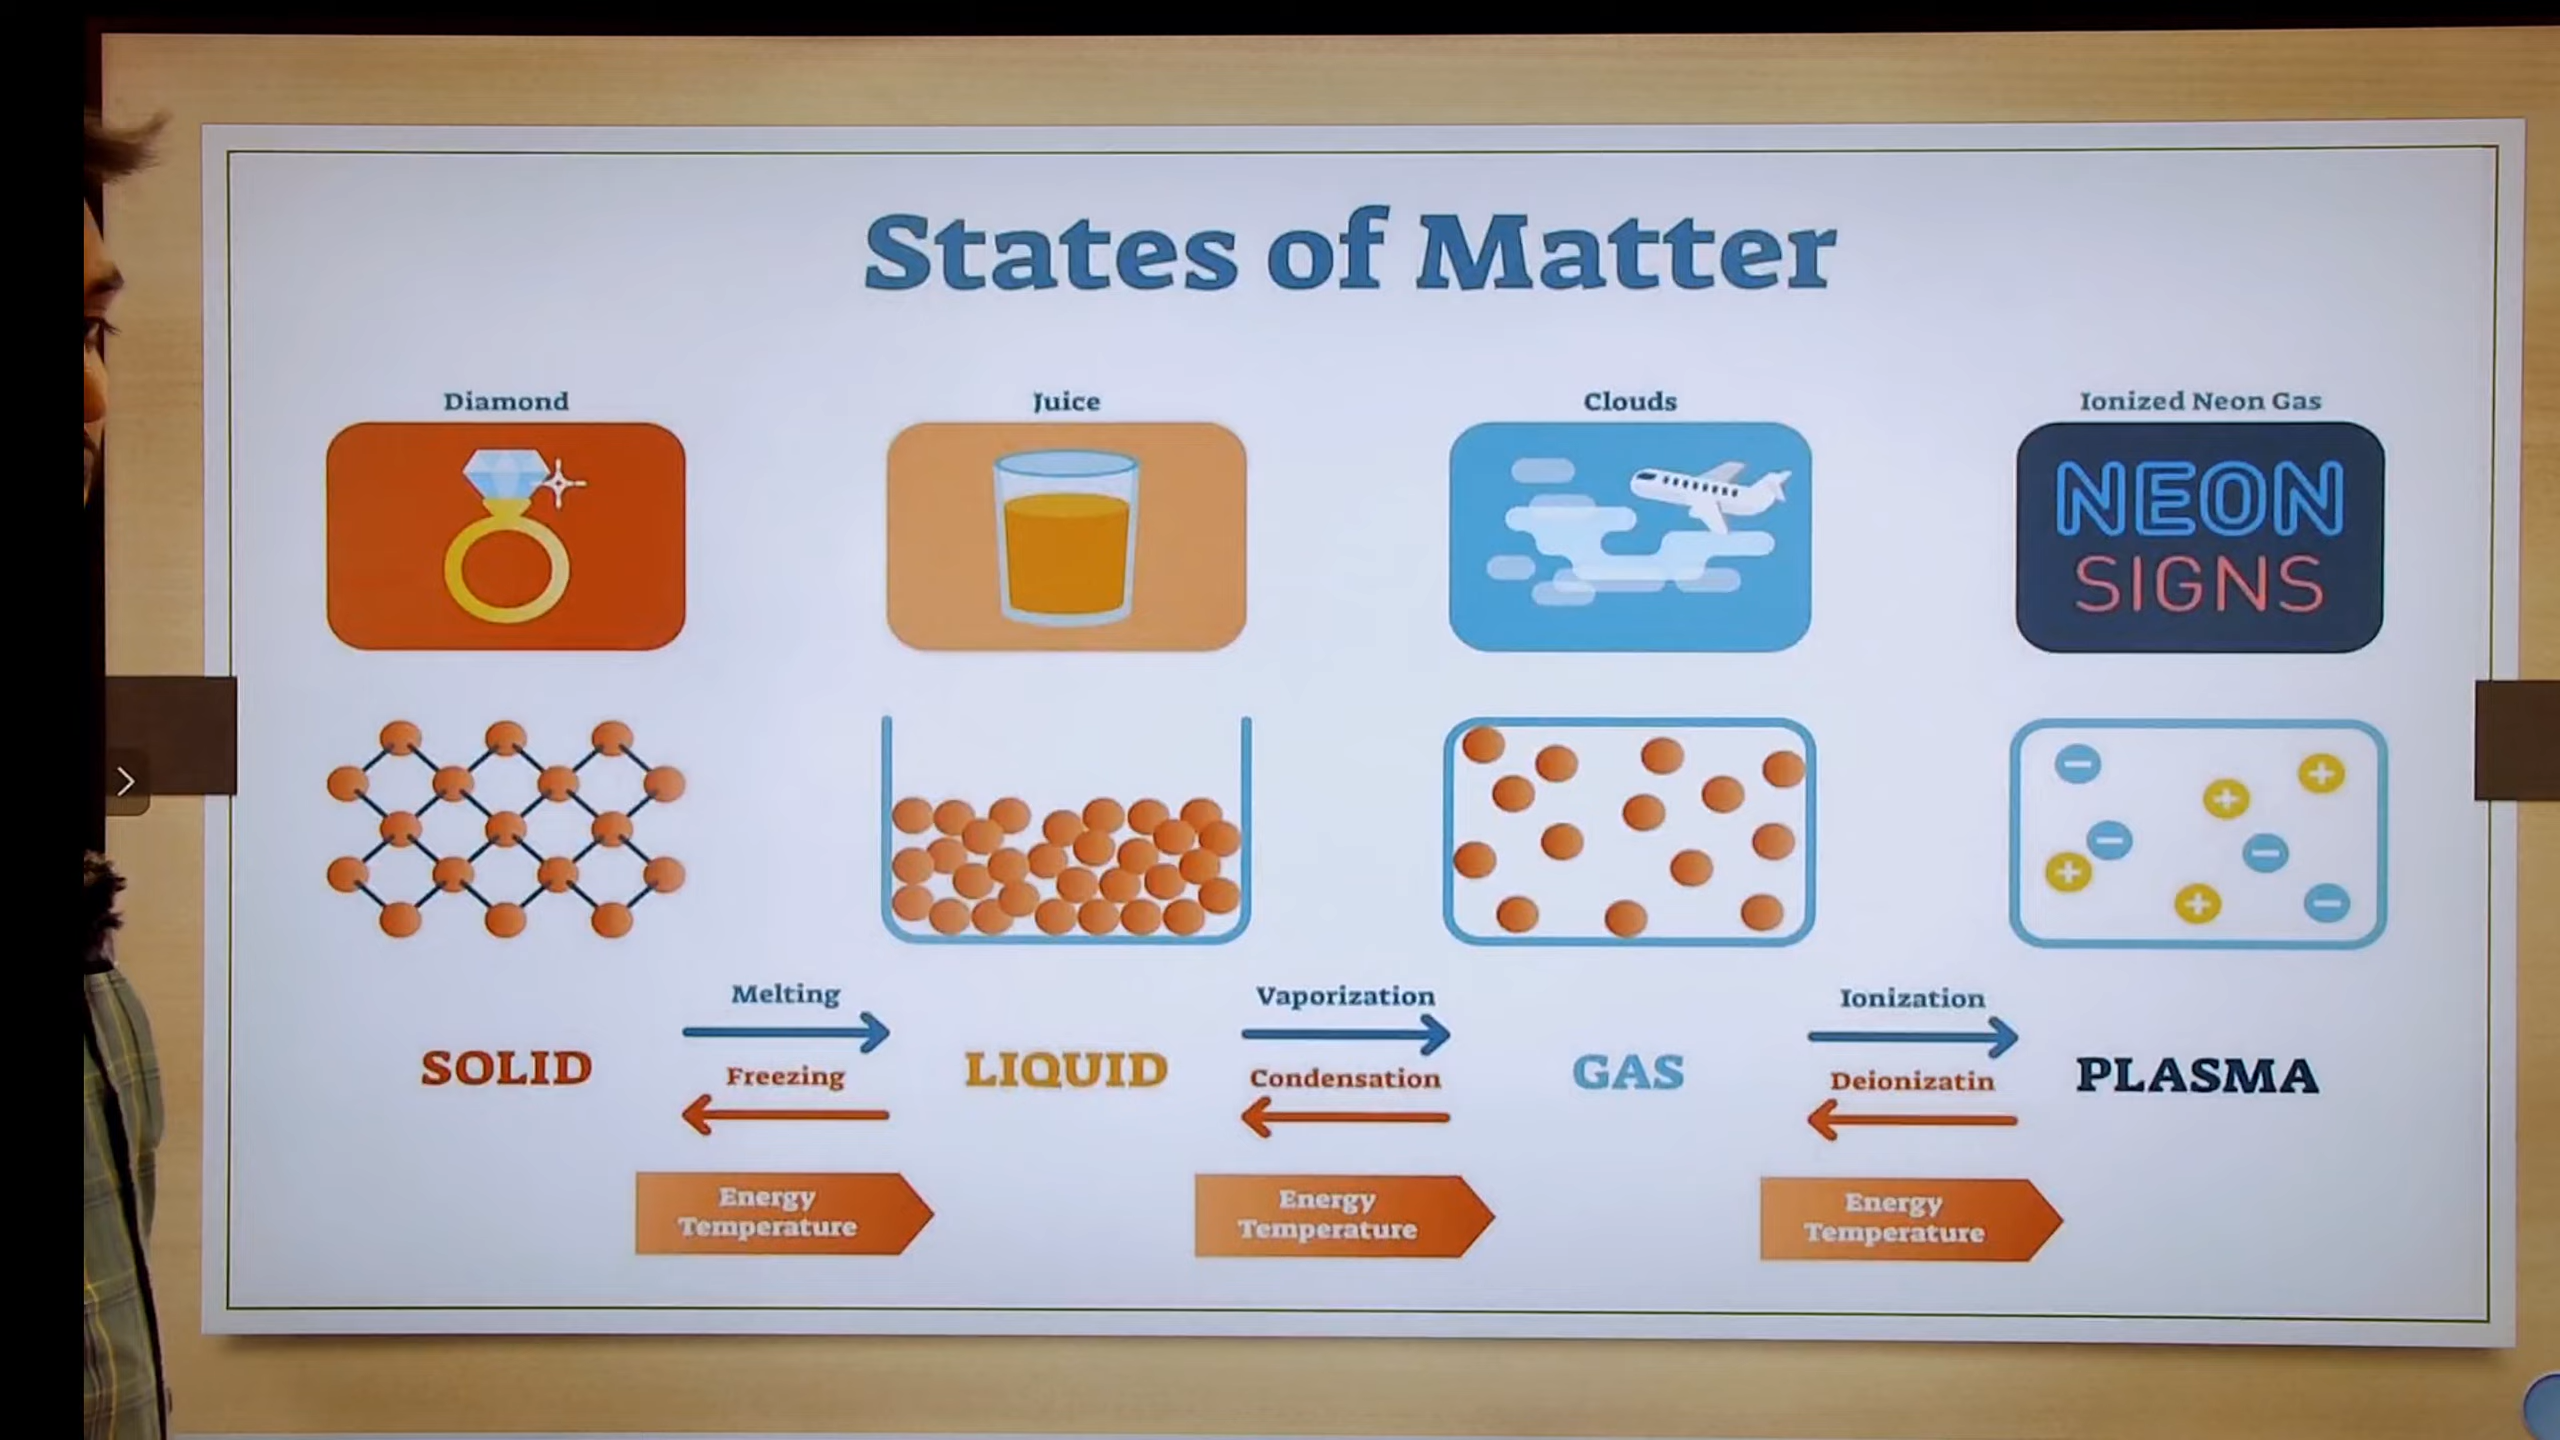 States of Matter
Diamond
Juice
Clouds
Ionized Neon Gas
NEON
SIGNS
Melting
Vaporization
Ionization
SOLID
LIQUID
GAS
PLASMA
Freezing
Condensation
Deionizatin
Energy
Temperature
Energy
Temperature
Energy
Temperature